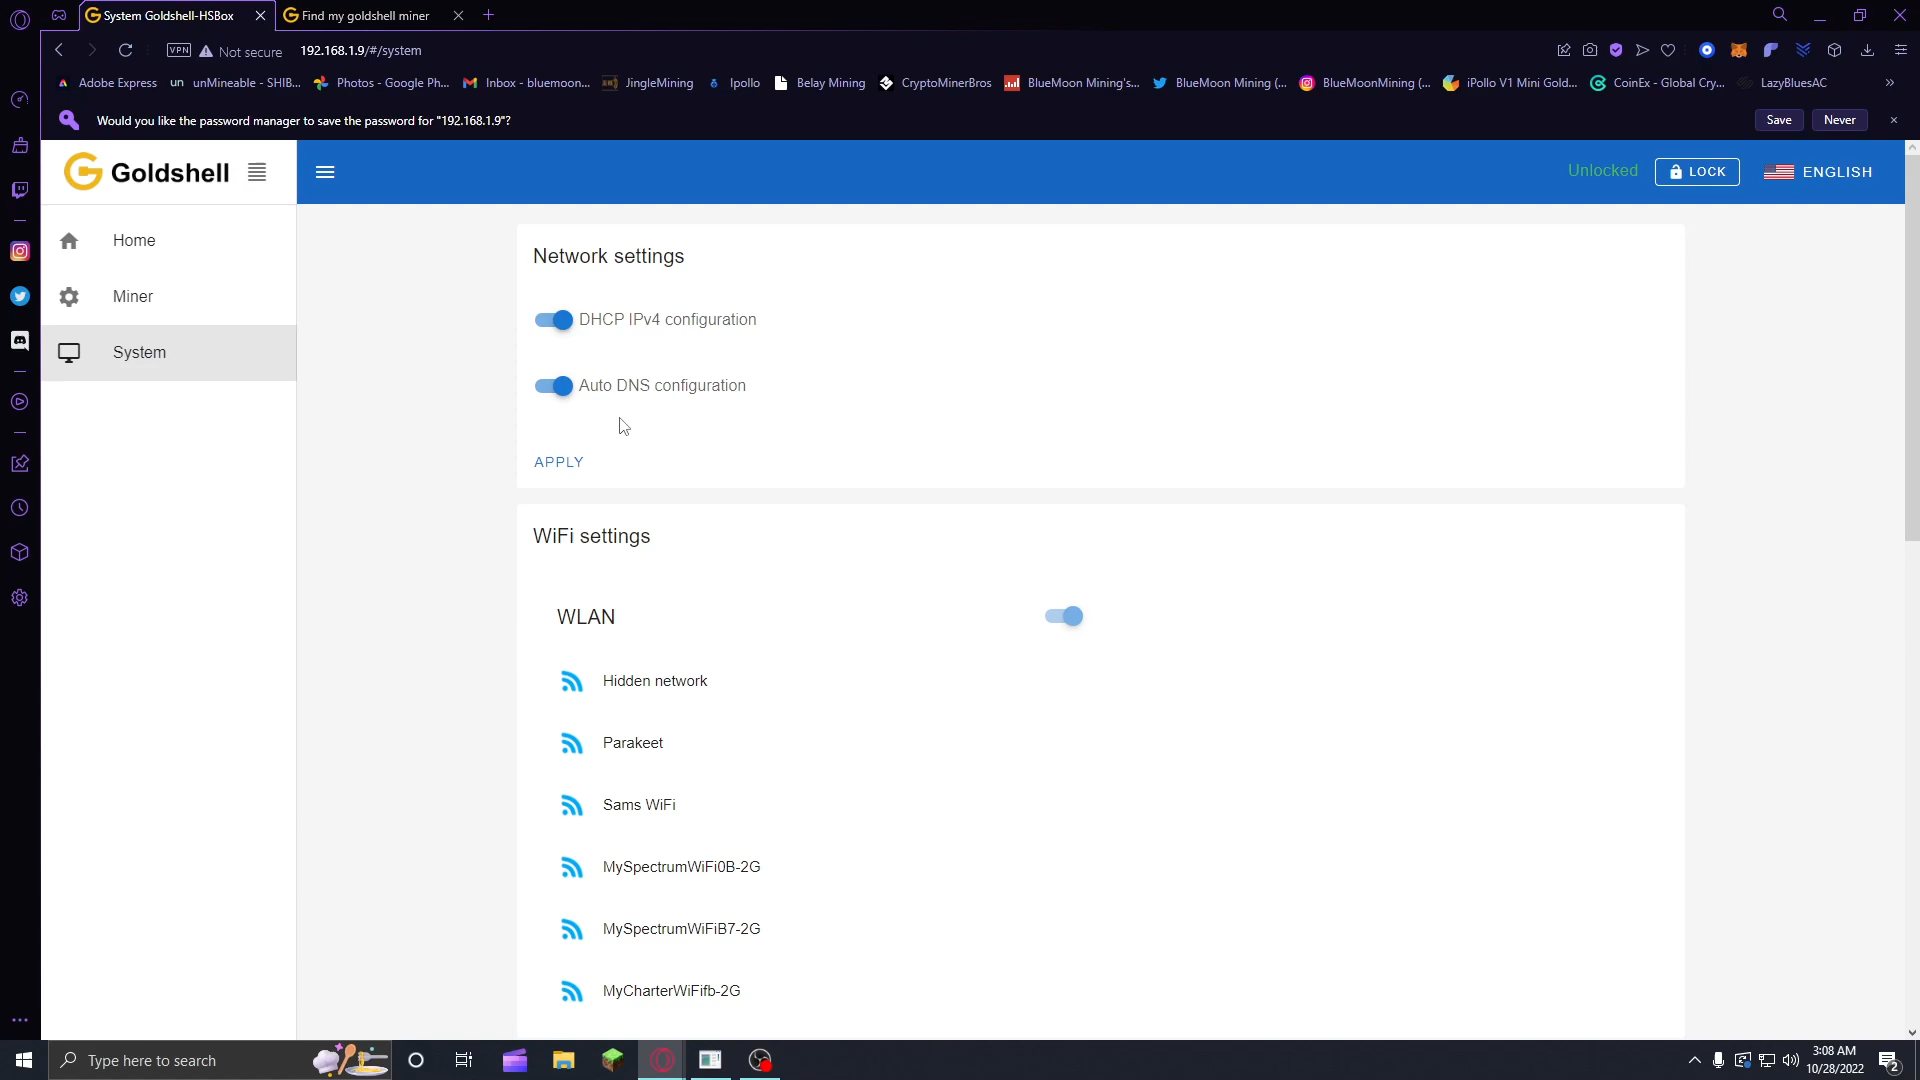 System Goldshell-HSBox
Find my goldshell miner
VPN
Not secure
192.168.1.9/#/system
Adobe Express
un unMineable - SHIB...
Photos - Google Ph...
Inbox - bluemoon...
JingleMining
Ipollo
Belay Mining
CryptoMinerBros
BlueMoon Mining's...
BlueMoon Mining (...
BlueMoonMining (...
iPollo V1 Mini Gold...
CoinEx - Global Cry...
LazyBluesAC
Would you like the password manager to save the password for "192.168.1.9"?
Save
Never
Goldshell
Unlocked
LOCK
ENGLISH
Home
Miner
System
Network settings
DHCP IPv4 configuration
Auto DNS configuration
APPLY
WiFi settings
WLAN
Hidden network
Parakeet
Sams WiFi
MySpectrumWiFi0B-2G
MySpectrumWiFiB7-2G
MyCharterWiFifb-2G
Type here to search
3:08 AM
10/28/2022
2